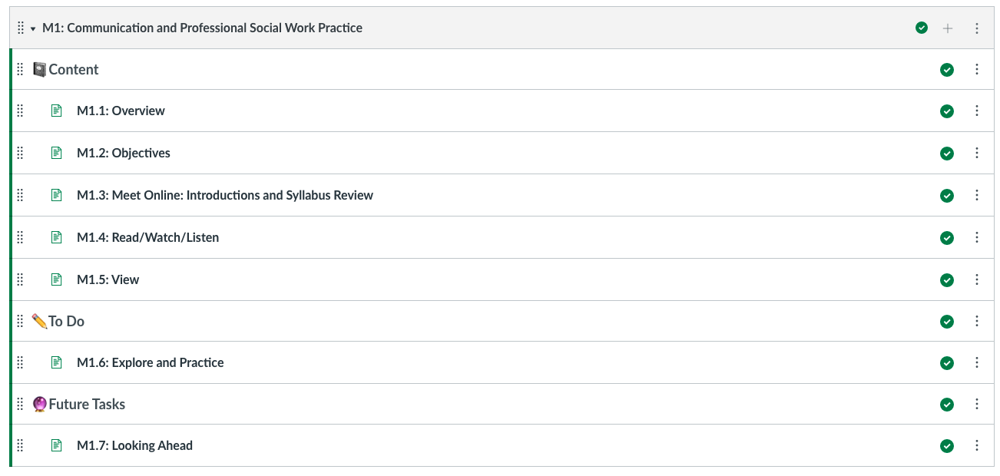 M1: Communication and Professional Social Work Practice
Content
M1.1: Overview
M1.2: Objectives
M1.3: Meet Online: Introductions and Syllabus Review
M1.4: Read/Watch/Listen
M1.5: View
To Do
M1.6: Explore and Practice
Future Tasks
M1.7: Looking Ahead